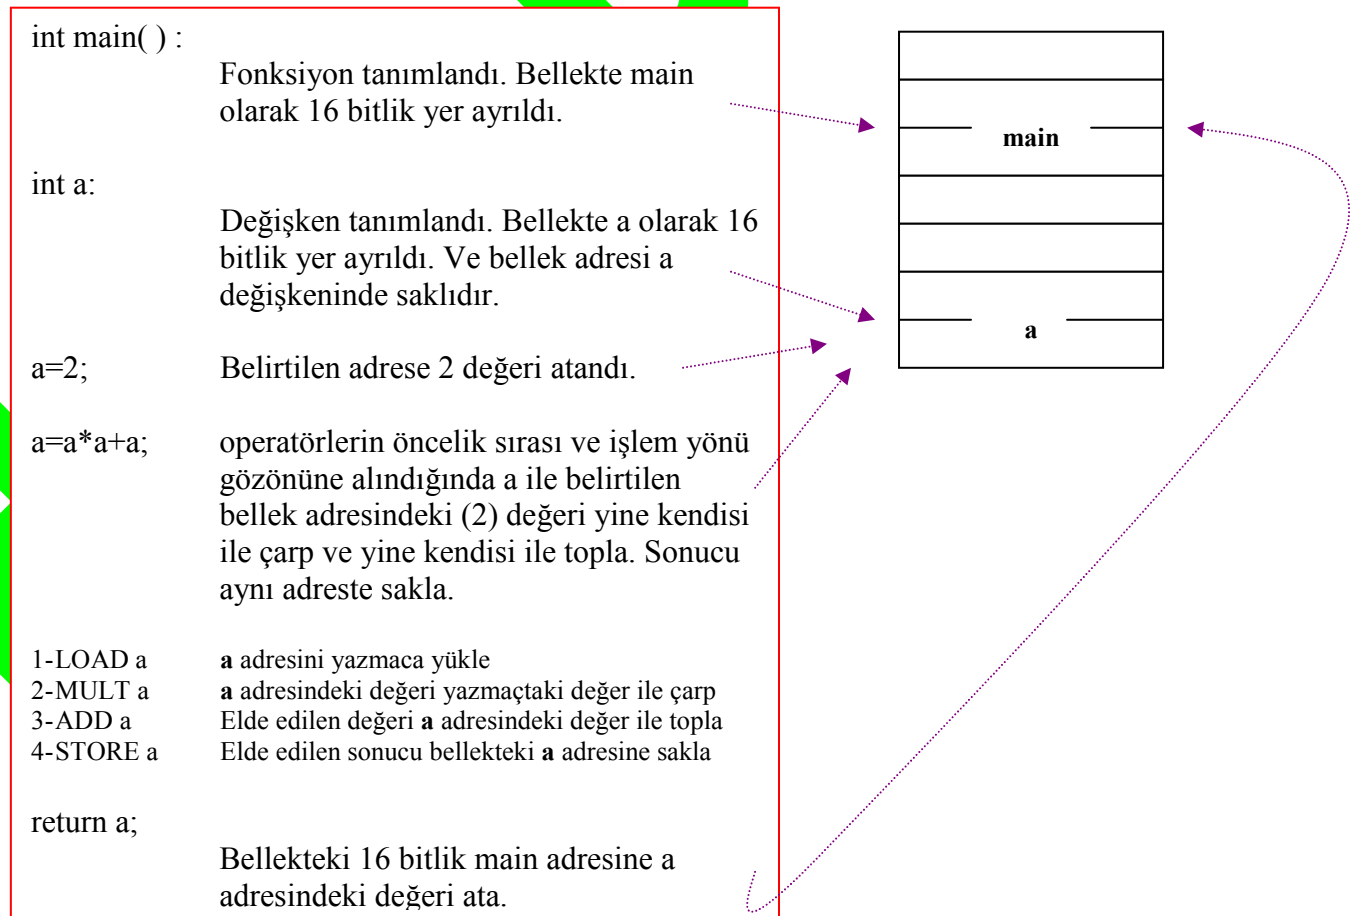 int main( ) :
Fonksiyon tanımlandı. Bellekte main
olarak 16 bitlik yer ayrıldı.
int a:
Değişken tanımlandı. Bellekte a olarak 16
bitlik yer ayrıldı. Ve bellek adresi a
değişkeninde saklıdır.
a=2; Belirtilen adrese 2 değeri atandı.
a=a*a+a; operatörlerin öncelik sırası ve işlem yönü
gözönüne alındığında a ile belirtilen
bellek adresindeki (2) değeri yine kendisi
ile çarp ve yine kendisi ile topla. Sonucu
aynı adreste sakla.
1-LOAD a a adresini yazmaca yükle
2-MULT a a adresindeki değeri yazmaçtaki değer ile çarp
3-ADD a Elde edilen değeri a adresindeki değer ile topla
4-STORE a Elde edilen sonucu bellekteki a adresine sakla
return a;
Bellekteki 16 bitlik main adresine a
adresindeki değeri ata.
main
a